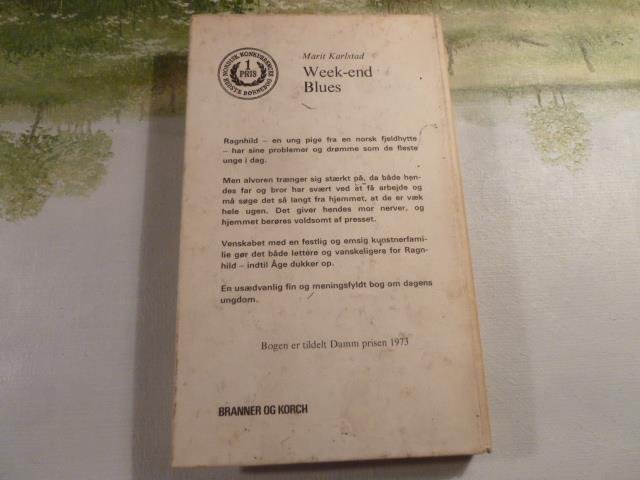 NORDISK KONKURRENCES
1
PRIS
BEDSTE BØRNEBOG
Marit Karlstad
Week-end
Blues
Ragnhild – en ung pige fra en norsk fjeldhytte
– har sine problemer og drømme som de fleste
unge i dag.
Men alvoren trænger sig stærkt på, da både hen-
des far og bror har svært ved at få arbejde og
må søge det så langt fra hjemmet, at de er væk
hele ugen. Det giver hendes mor nerver, og
hjemmet berøres voldsomt af presset.
Venskabet med en festlig og emsig kunstnerfami-
lie gør det både lettere og vanskeligere for Ragn-
hild – indtil Åge dukker op.
En usædvanlig fin og meningsfyldt bog om dagens
ungdom.
Bogen er tildelt Damm prisen 1973
BRANNER OG KORCH